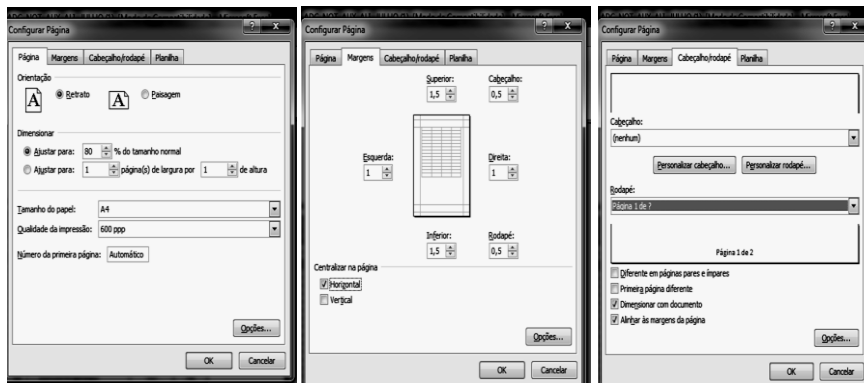 Configurar Página
Página Margens Cabeçalho/rodapé Planilha
Orientação
A Retrato A Paisagem
Dimensionar
Ajustar para: 80 % do tamanho normal
Ajustar para: 1 página(s) de largura por 1 de altura
Tamanho do papel: A4
Qualidade da impressão: 600 ppp
Número da primeira página: Automático
Opções...
OK Cancelar
Configurar Página
Página Margens Cabeçalho/rodapé Planilha
Superior: Cabeçalho:
1,5 0,5
Esquerda: Direita:
1 1
Inferior: Rodapé:
1,5 0,5
Centralizar na página
Horizontal
Vertical
Opções...
OK Cancelar
Configurar Página
Página Margens Cabeçalho/rodapé Planilha
Cabeçalho:
(nenhum)
Personalizar cabeçalho... Personalizar rodapé...
Rodapé:
Página 1 de ?
Página 1 de 2
Diferente em páginas pares e ímpares
Primeira página diferente
Dimensionar com documento
Alinhar às margens da página
Opções...
OK Cancelar